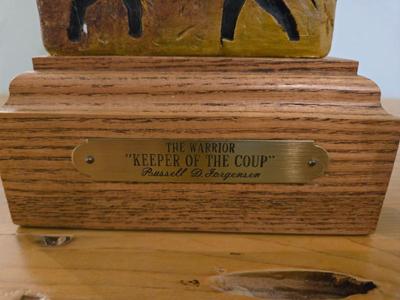 THE WARRIOR
"KEEPER OF THE COUP"
Russell D. Jorgensen